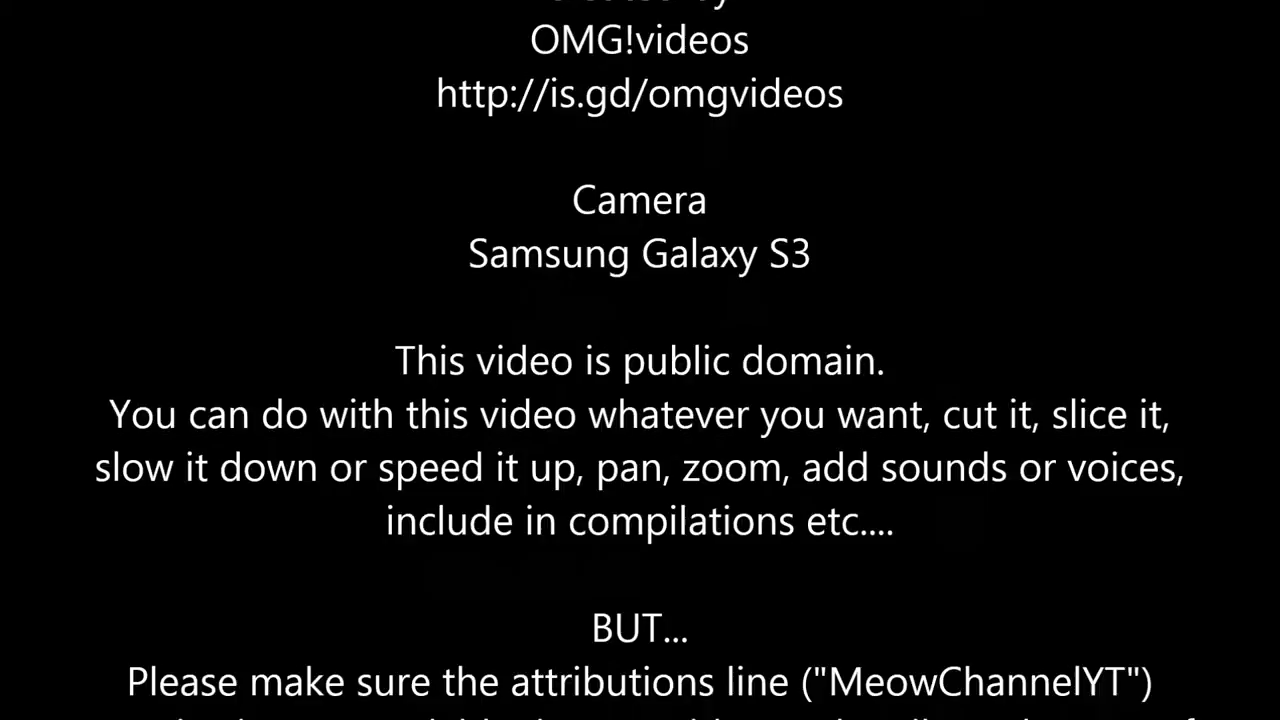 OMG!videos
http://is.gd/omgvideos
Camera
Samsung Galaxy S3
This video is public domain.
You can do with this video whatever you want, cut it, slice it,
slow it down or speed it up, pan, zoom, add sounds or voices,
include in compilations etc....
BUT...
Please make sure the attributions line ("MeowChannelYT")